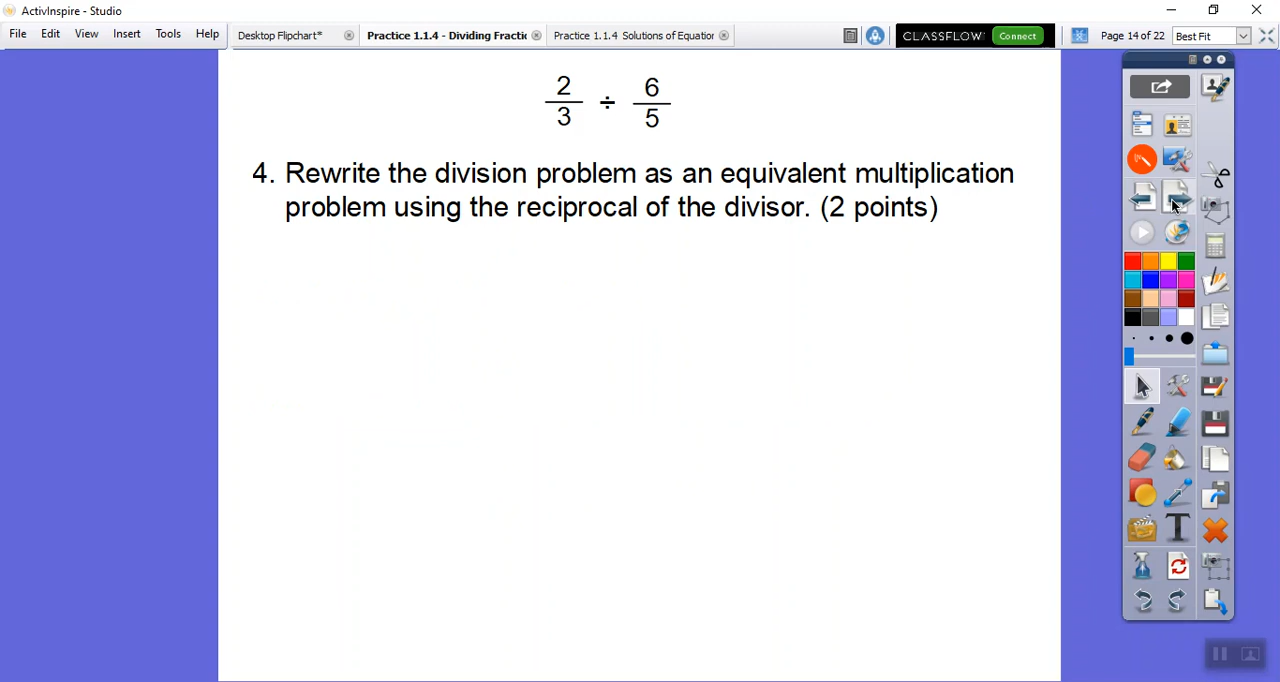 ActivInspire - Studio
File Edit View Insert Tools Help
Desktop Flipchart*
Practice 1.1.4 - Dividing Fractic
Practice 1.1.4 Solutions of Equatior
CLASSFLOW Connect
Page 14 of 22
Best Fit
2/3 ÷ 6/5
4. Rewrite the division problem as an equivalent multiplication
problem using the reciprocal of the divisor. (2 points)
T